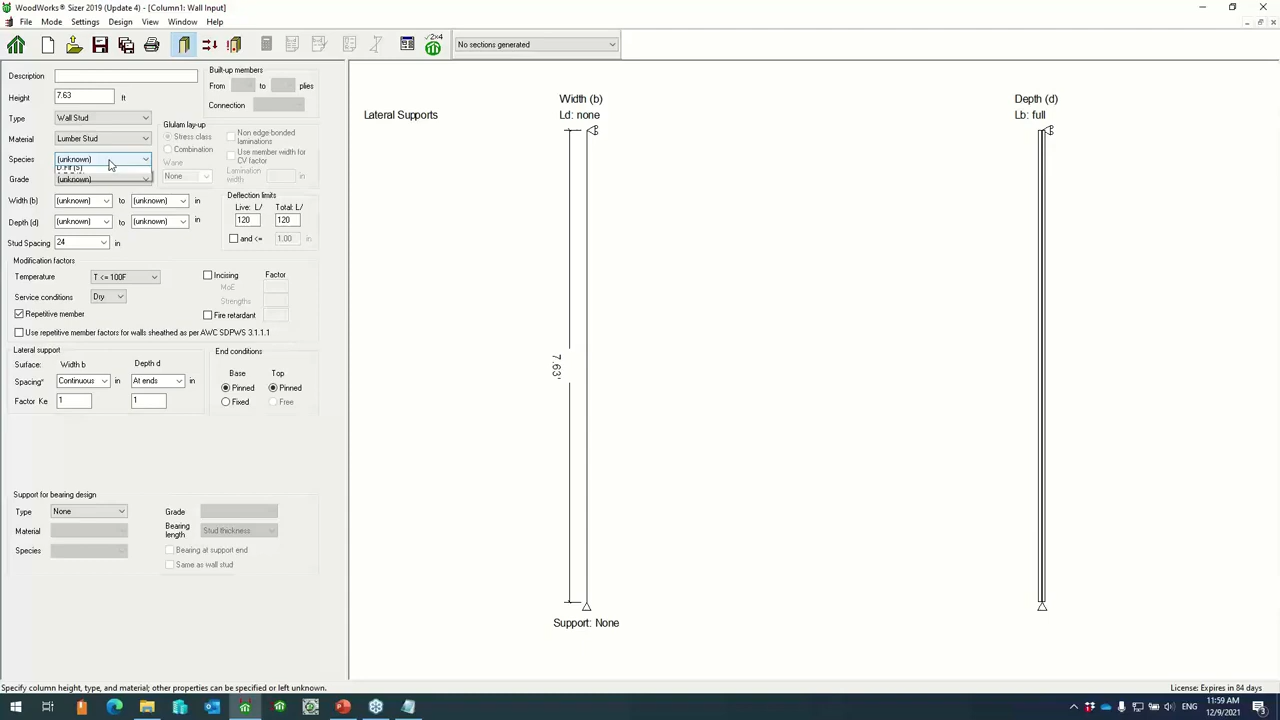 WoodWorks® Sizer 2019 (Update 4) - [Column1: Wall Input]
File Mode Settings Design View Window Help
2×4
No sections generated
Description
Height 7.63 ft
Type Wall Stud
Material Lumber Stud
Species (unknown)
Grade (unknown)
Width (b) (unknown) to (unknown) in
Depth (d) (unknown) to (unknown) in
Stud Spacing 24 in
Built-up members
From to plies
Connection
Glulam lay-up
Stress class
Combination
Wane
None
Non edge-bonded laminations
Use member width for CV factor
Lamination width in
Deflection limits
Live: L/ Total: L/
120 120
and <= 1.00 in
Modification factors
Temperature T <= 100F
Service conditions Dry
Repetitive member
Incising Factor
MoE
Strengths
Fire retardant
Use repetitive member factors for walls sheathed as per AWC SDPWS 3.1.1.1
Lateral support
Surface: Width b Depth d
Spacing* Continuous in At ends in
Factor Ke 1 1
End conditions
Base Top
Pinned Pinned
Fixed Free
Support for bearing design
Type None
Material
Species
Grade
Bearing length Stud thickness
Bearing at support end
Same as wall stud
Lateral Supports
Width (b)
Ld: none
7.63'
Support: None
Depth (d)
Lb: full
Specify column height, type, and material; other properties can be specified or left unknown.
License: Expires in 84 days
ENG
11:59 AM
12/9/2021
3